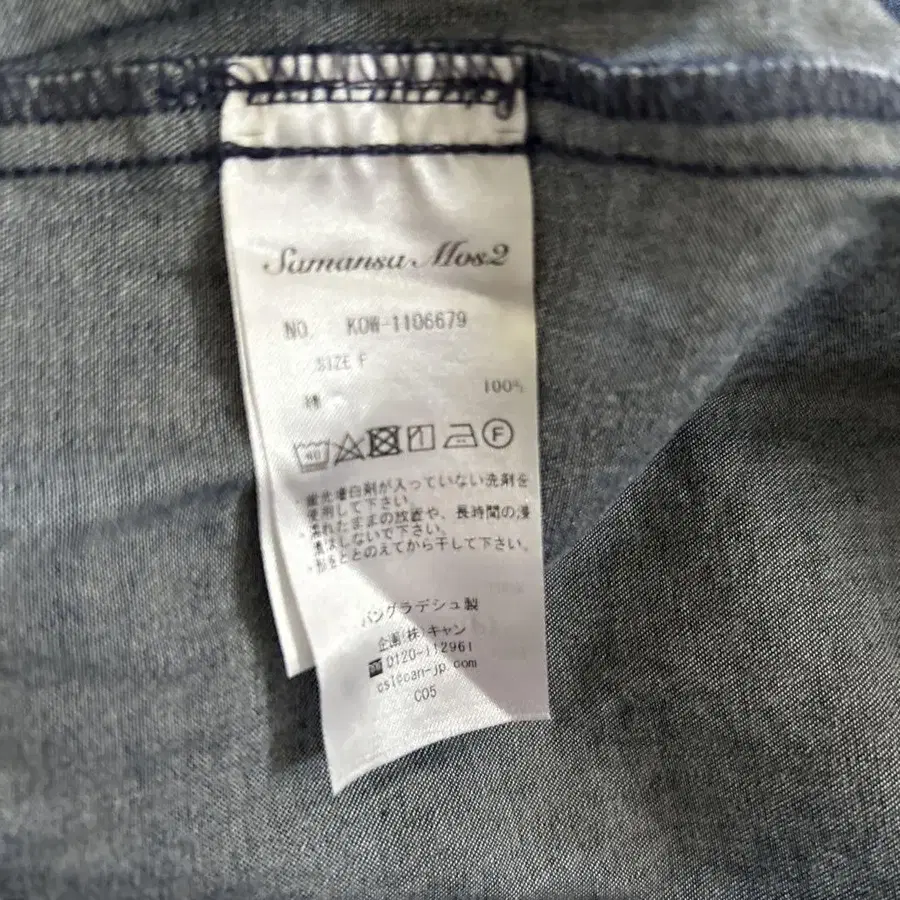 Samansa Mos2
NO. KOW-1106679
SIZE F
綿 100%
F
・蛍光増白剤が入っていない洗剤を
使用して下さい。
・濡れたままの放置や、長時間の浸
漬はしないで下さい。
・形をととのえてから干して下さい。
バングラデシュ製
企画(株)キャン
0120-112961
cs1@can-jp.com
C05